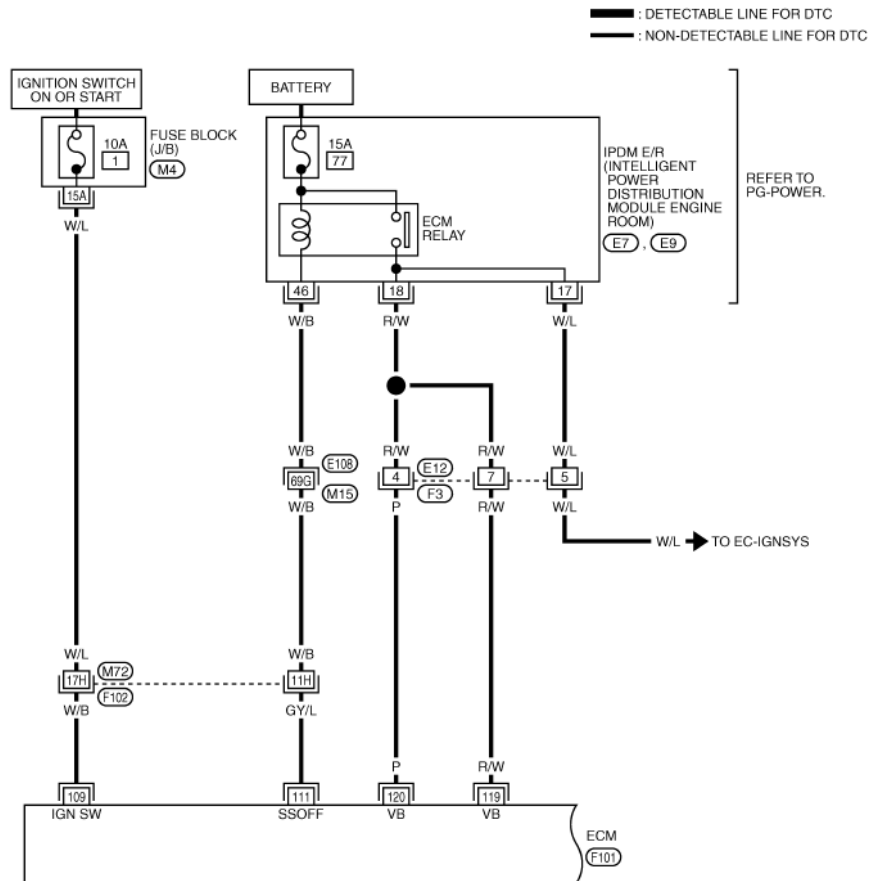 : DETECTABLE LINE FOR DTC
: NON-DETECTABLE LINE FOR DTC
IGNITION SWITCH
ON OR START
BATTERY
10A
1
FUSE BLOCK
(J/B)
M4
15A
77
IPDM E/R
(INTELLIGENT
POWER
DISTRIBUTION
MODULE ENGINE
ROOM)
E7 , E9
REFER TO
PG-POWER.
15A
W/L
ECM
RELAY
46
18
17
W/B
R/W
W/L
W/B
R/W
R/W
W/L
69G
E108
M15
4
E12
F3
7
5
W/B
P
R/W
W/L
W/L
TO EC-IGNSYS
W/L
W/B
17H
M72
F102
11H
W/B
GY/L
P
R/W
109
111
120
119
IGN SW
SSOFF
VB
VB
ECM
F101